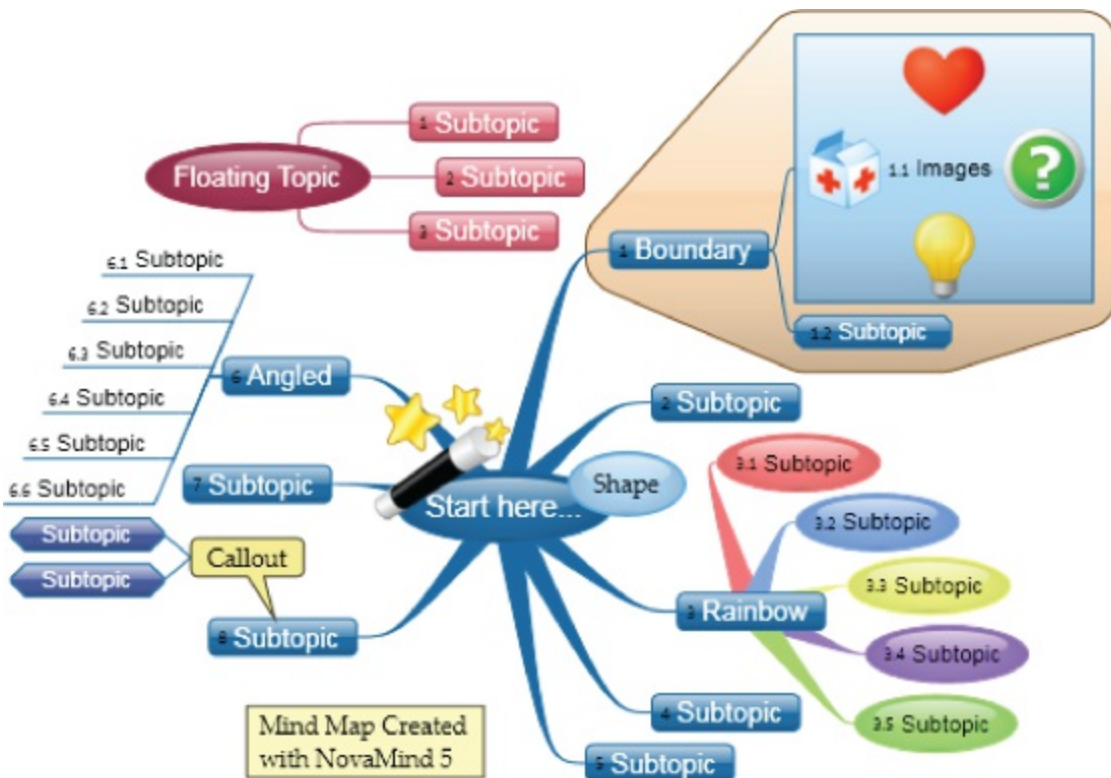 Floating Topic
1 Subtopic
2 Subtopic
3 Subtopic
1 Boundary
1.1 Images
?
1.2 Subtopic
6.1 Subtopic
6.2 Subtopic
6.3 Subtopic
6.4 Subtopic
6.5 Subtopic
6.6 Subtopic
6 Angled
2 Subtopic
7 Subtopic
Start here...
Shape
3.1 Subtopic
3.2 Subtopic
3.3 Subtopic
3.4 Subtopic
3.5 Subtopic
3 Rainbow
Subtopic
Subtopic
Callout
8 Subtopic
4 Subtopic
5 Subtopic
Mind Map Created
with NovaMind 5